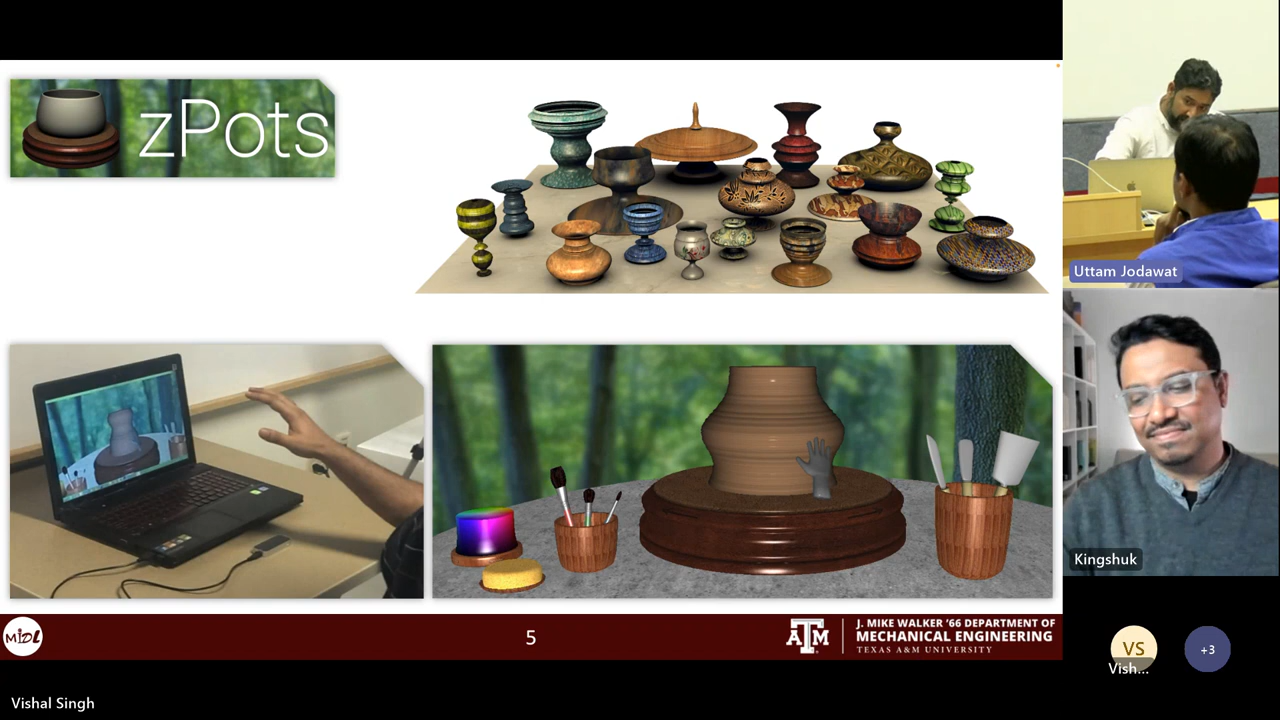 zPots
MiDL
5
ĀM
J. MIKE WALKER '66 DEPARTMENT OF
MECHANICAL ENGINEERING
TEXAS A&M UNIVERSITY
Vishal Singh
Uttam Jodawat
Kingshuk
VS
Vish...
+3